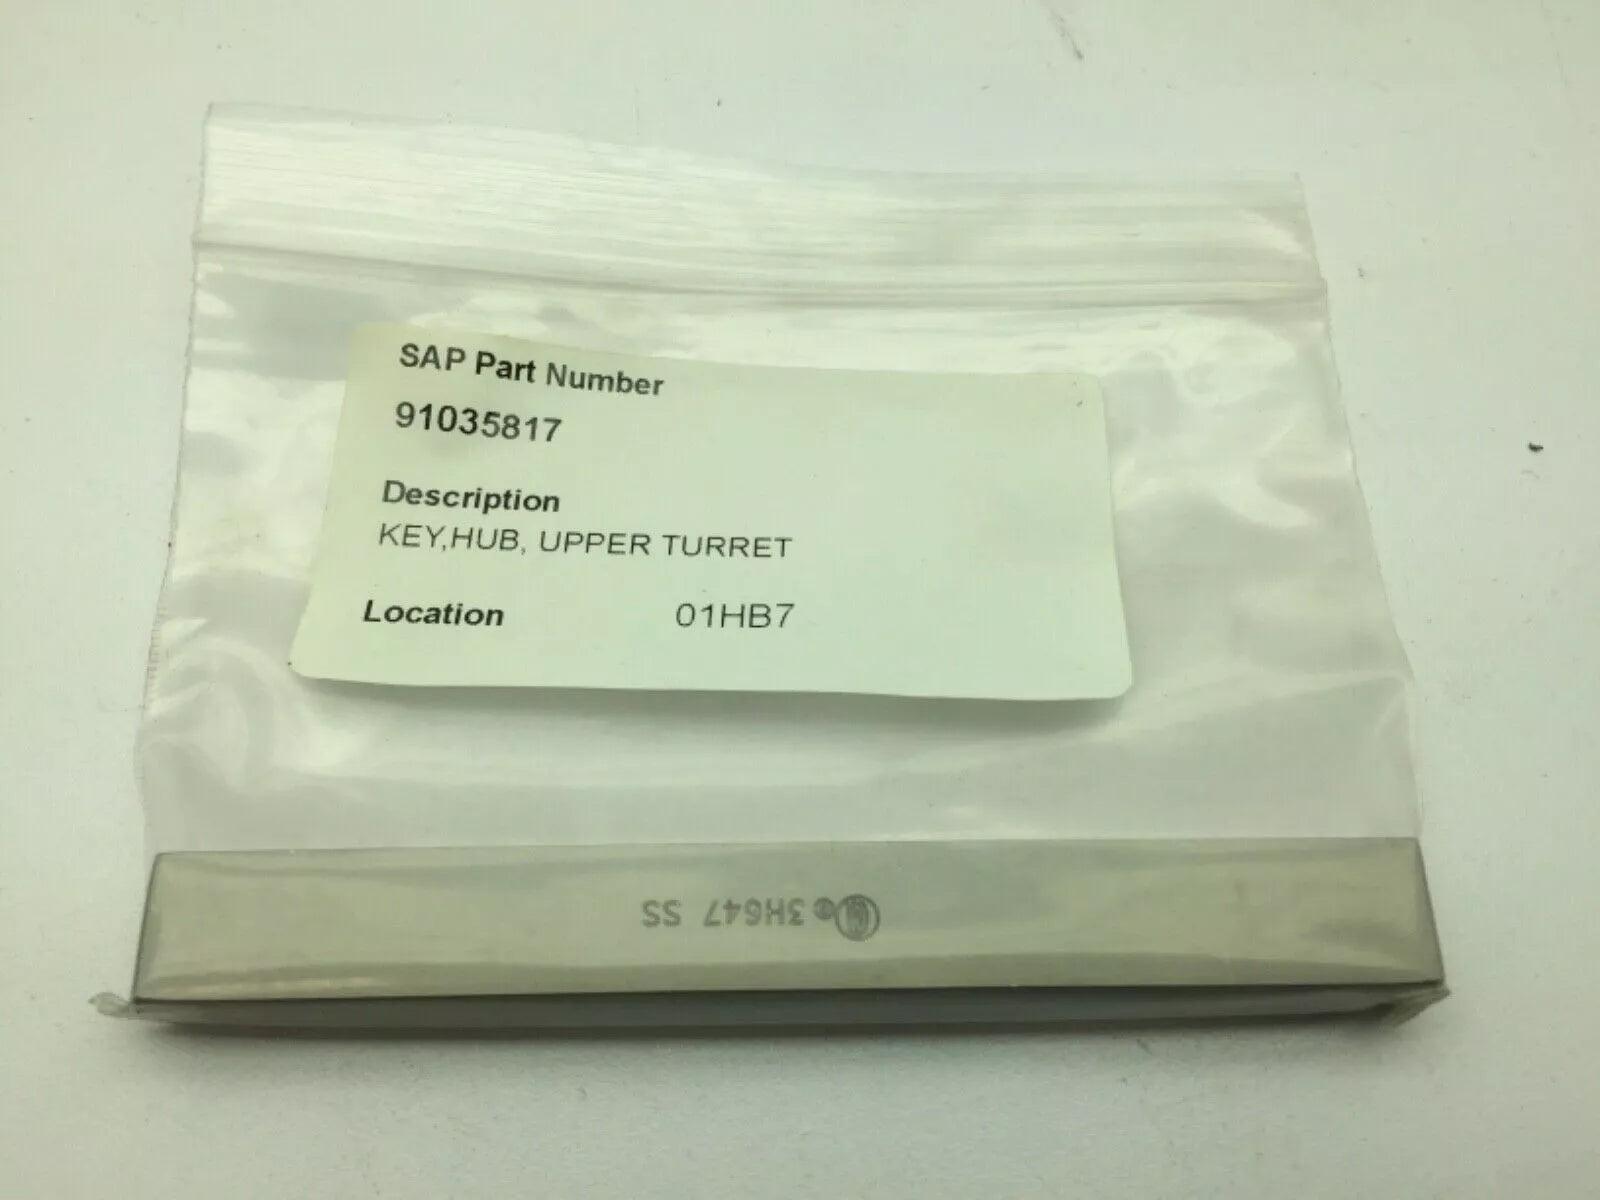 SAP Part Number
91035817
Description
KEY,HUB, UPPER TURRET
Location 01HB7
3H647 SS